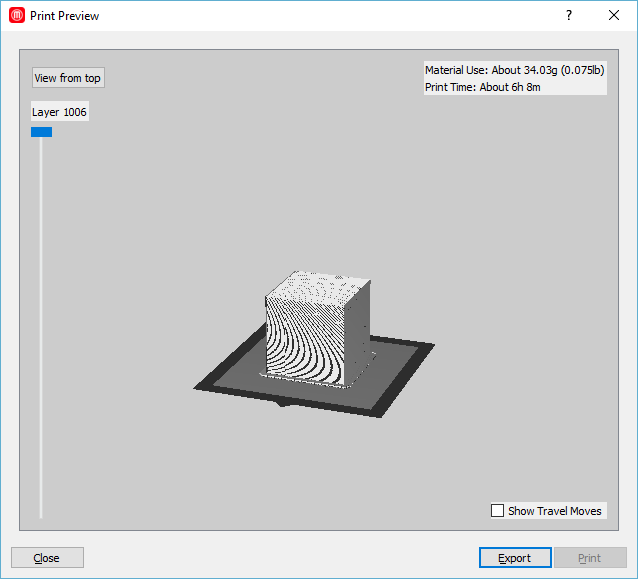 Print Preview
View from top
Material Use: About 34.03g (0.075lb)
Print Time: About 6h 8m
Layer 1006
Show Travel Moves
Close
Export
Print